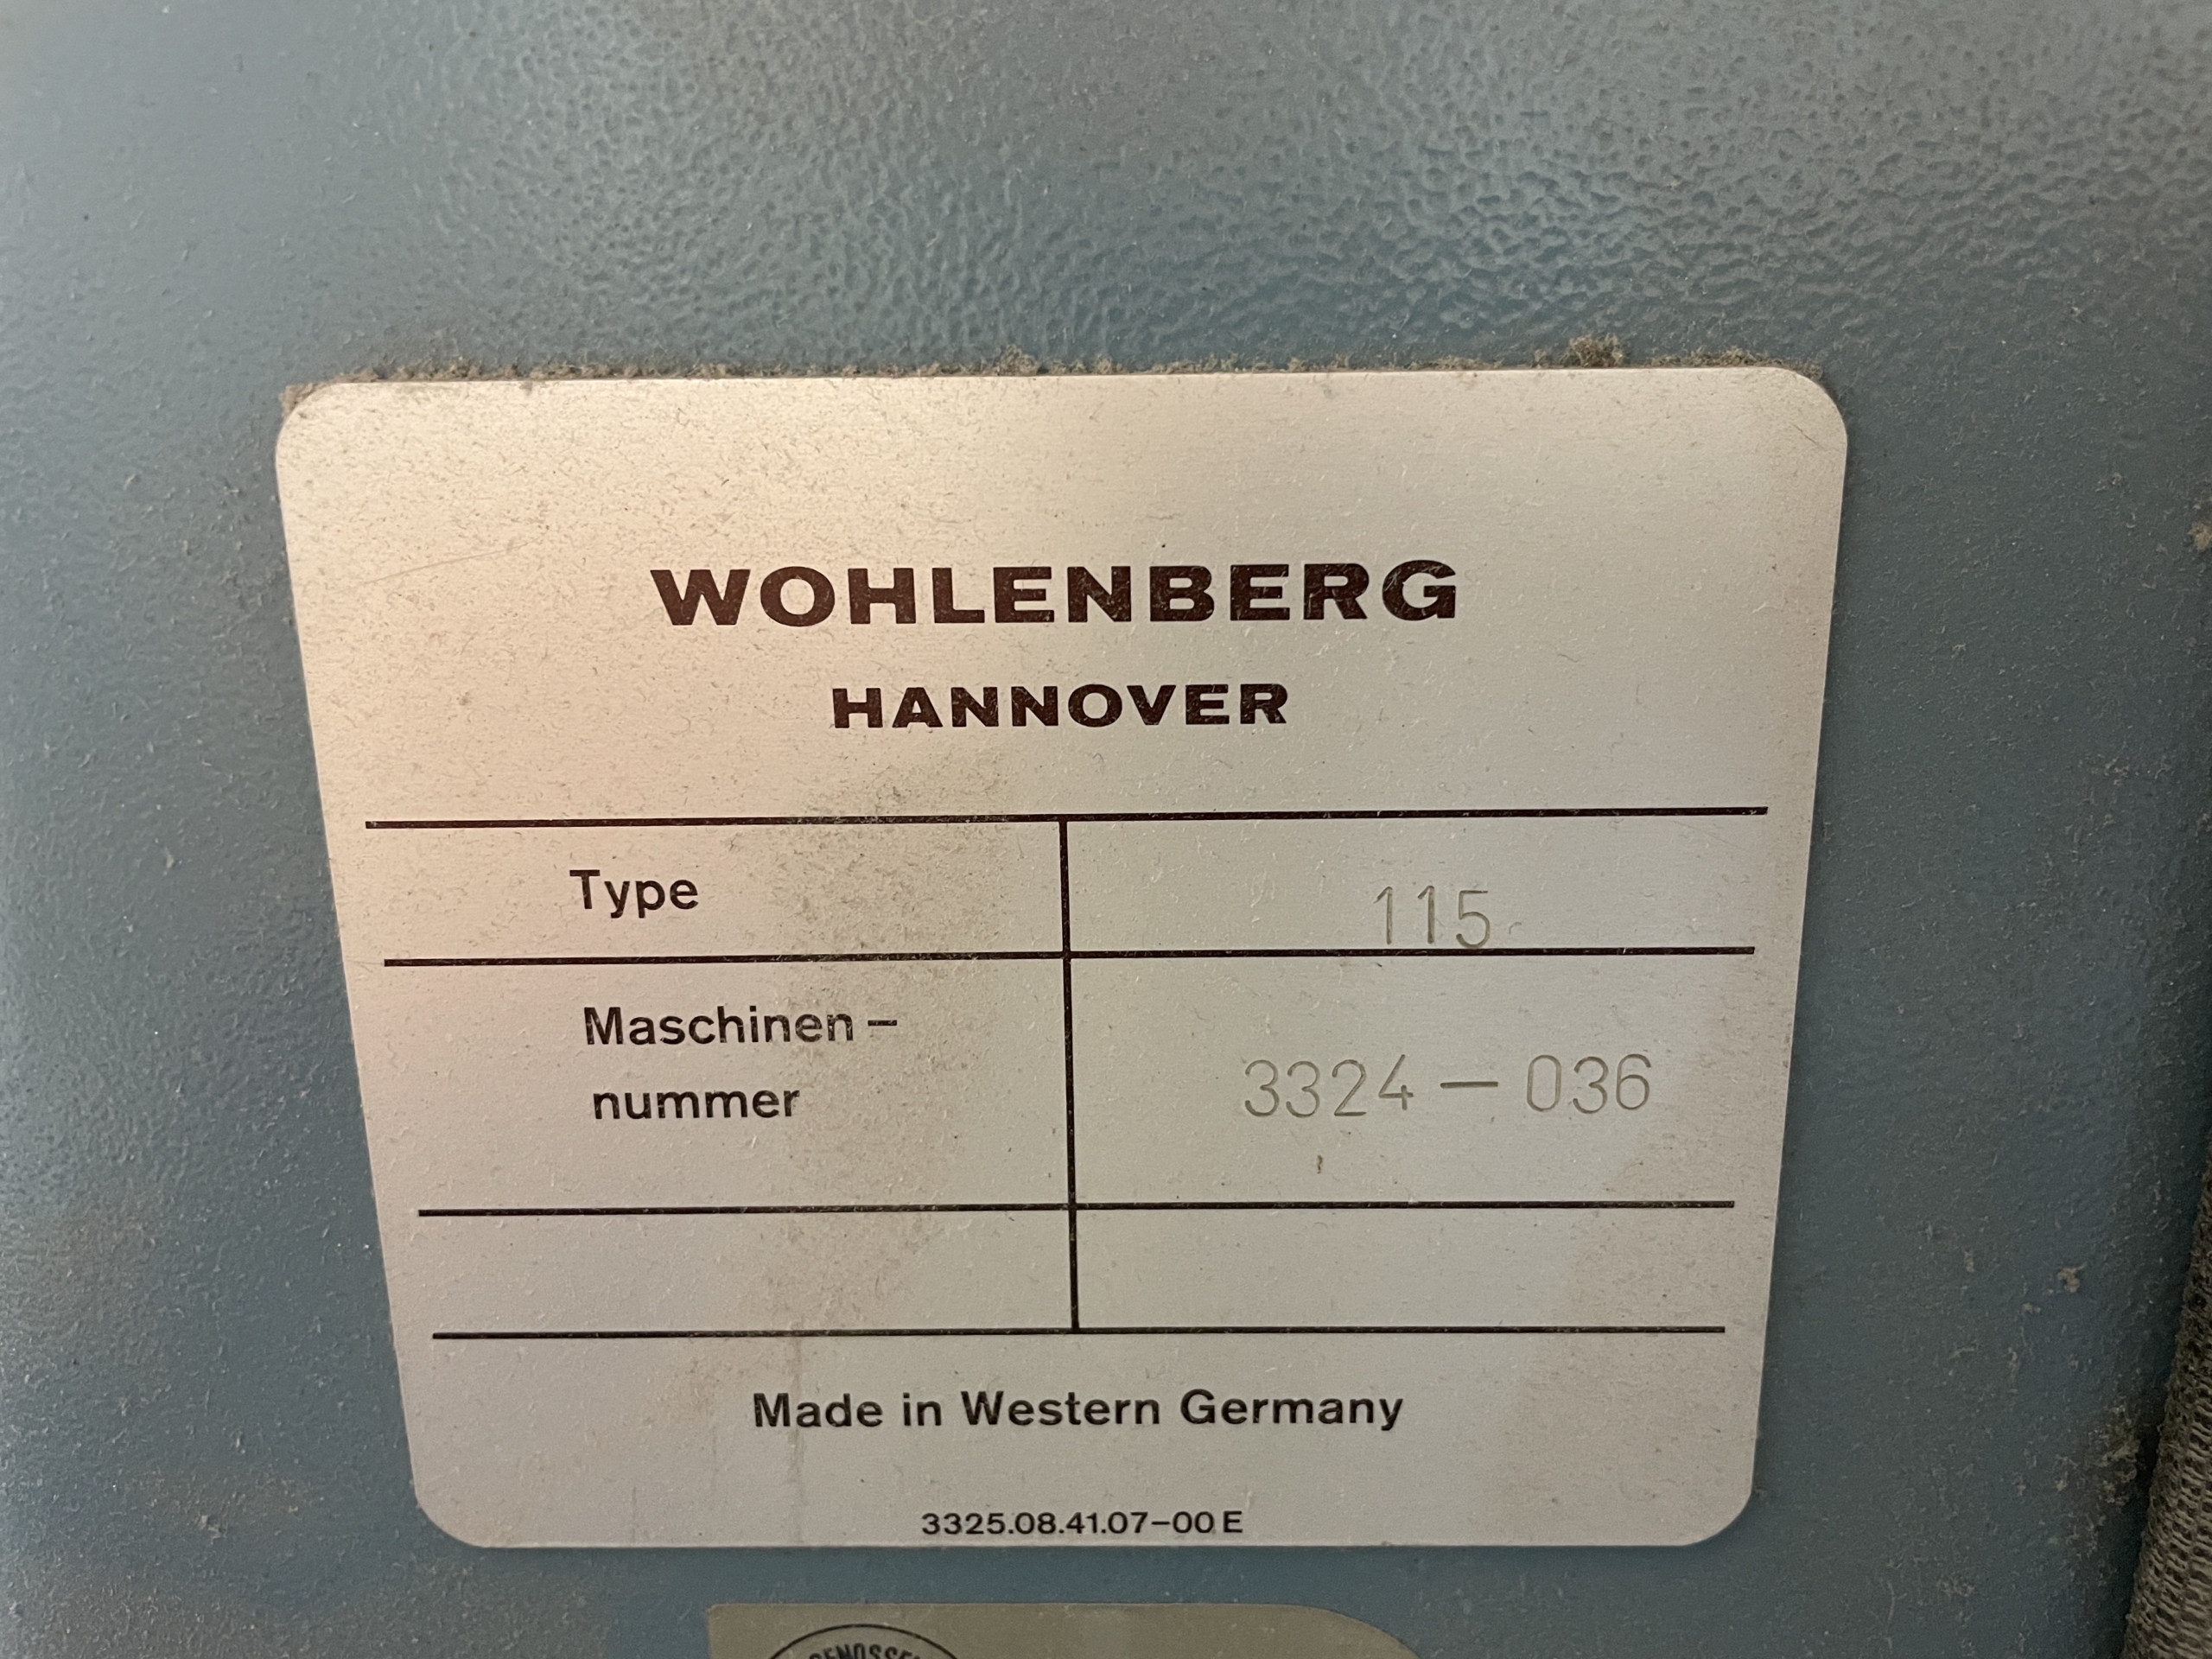 WOHLENBERG
HANNOVER
Type 115
Maschinen-
nummer 3324-036
Made in Western Germany
3325.08.41.07-00 E